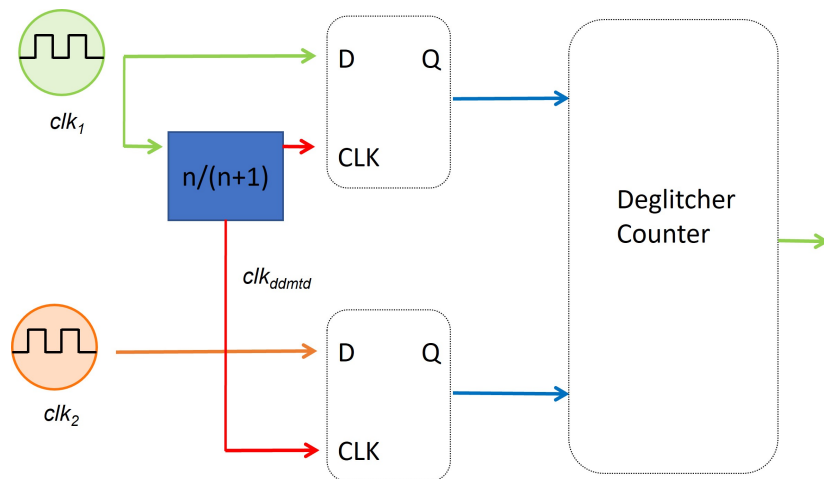 clk1
D Q
CLK
n/(n+1)
clkddmtd
Deglitcher
Counter
clk2
D Q
CLK